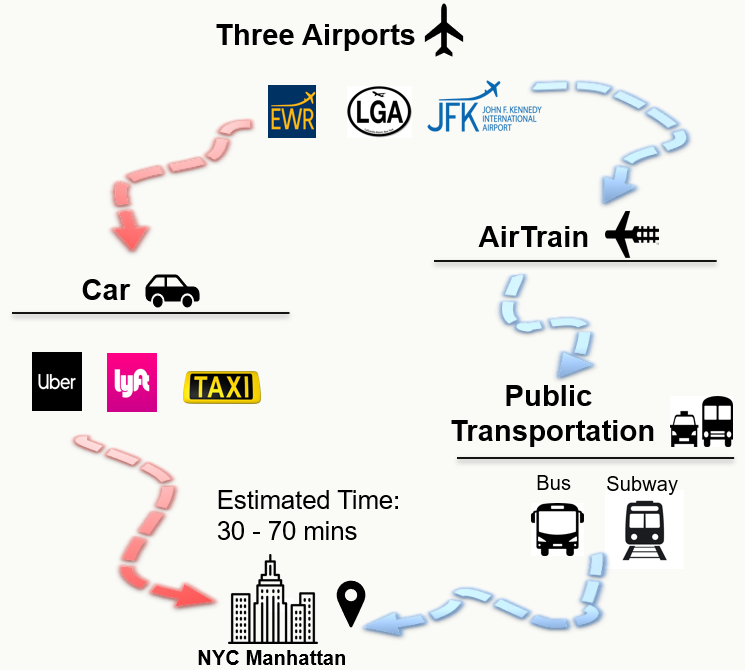 Three Airports
EWR
LGA
JFK
JOHN F. KENNEDY
INTERNATIONAL
AIRPORT
AirTrain
Car
Uber
lyft
TAXI
Public
Transportation
Bus
Subway
Estimated Time:
30 - 70 mins
NYC Manhattan